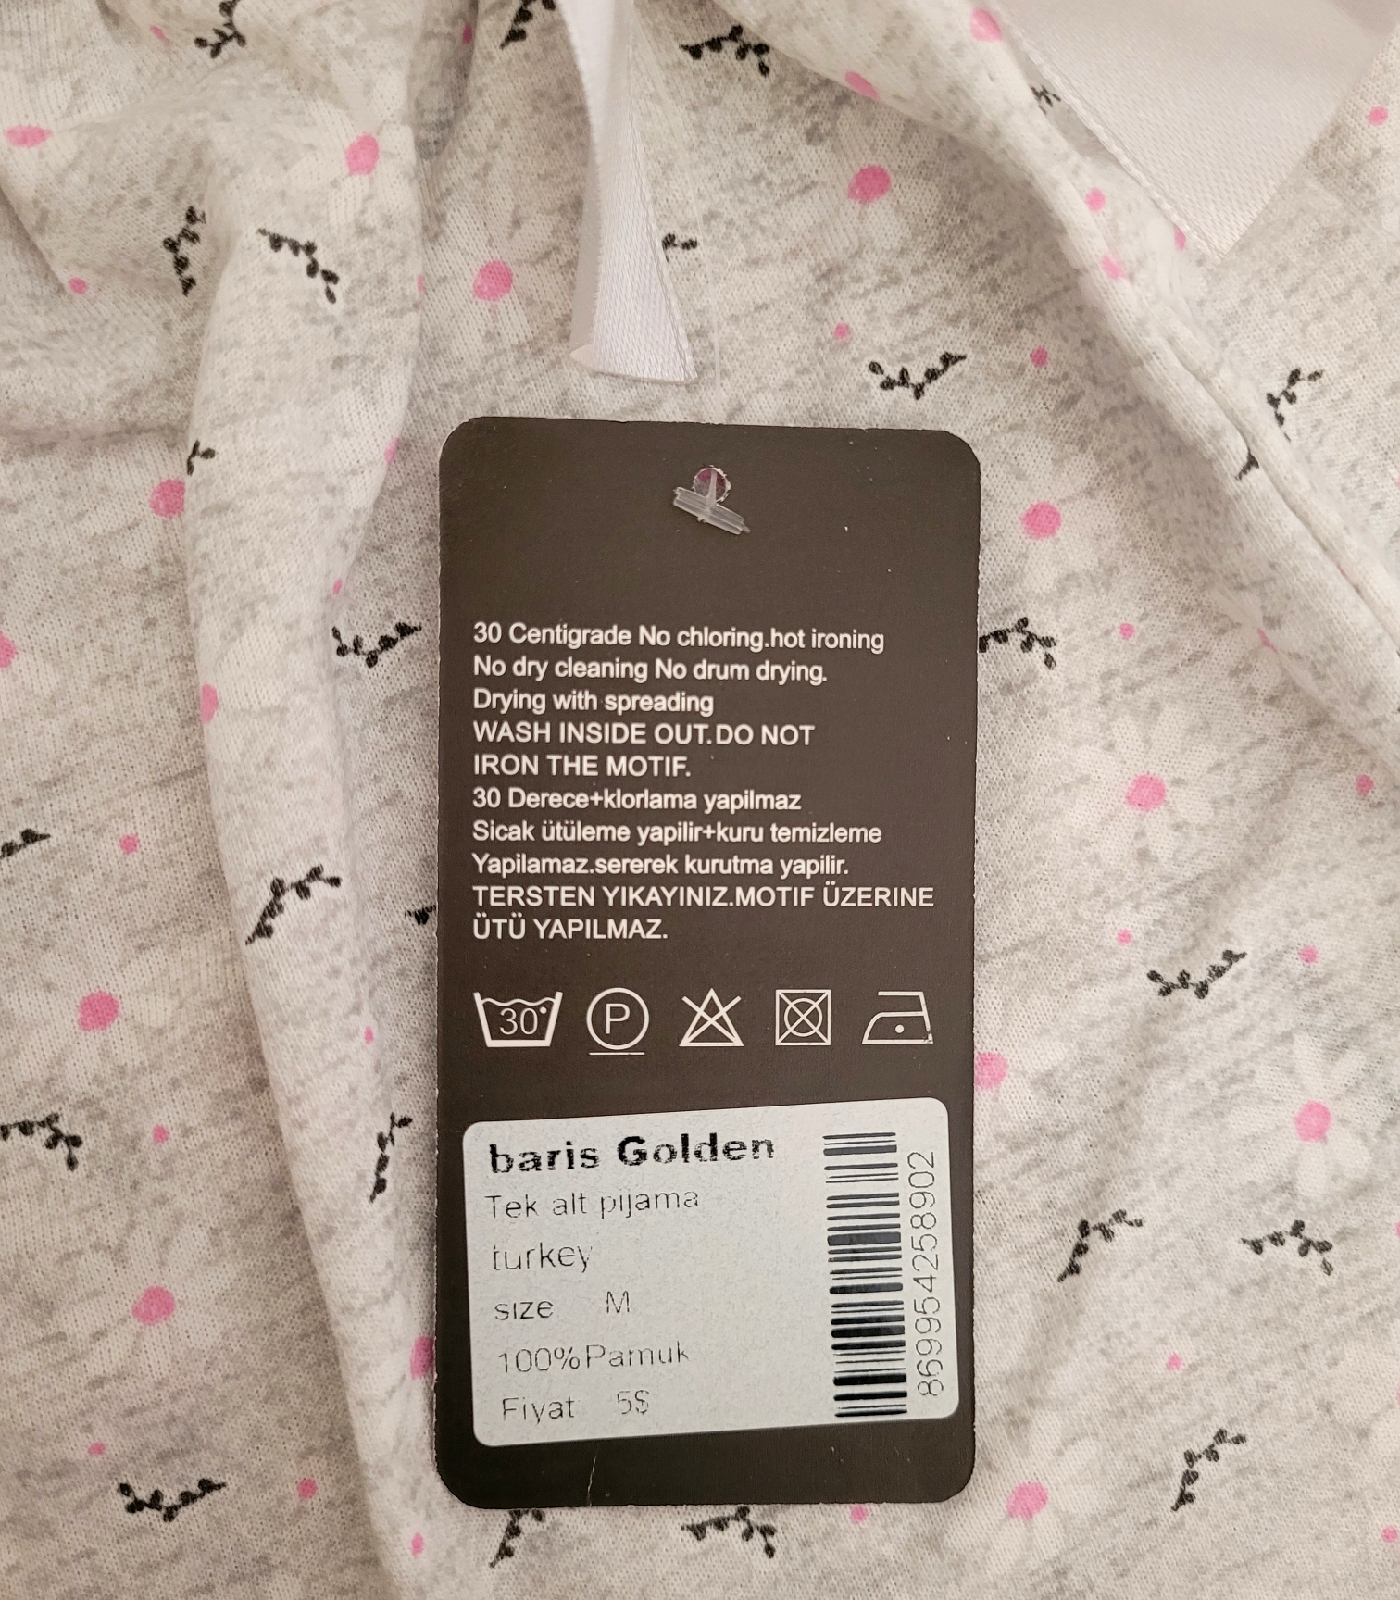 30 Centigrade No chloring.hot ironing
No dry cleaning No drum drying.
Drying with spreading
WASH INSIDE OUT.DO NOT
IRON THE MOTIF.
30 Derece+klorlama yapilmaz
Sicak ütüleme yapilir+kuru temizleme
Yapilamaz.sererek kurutma yapilir.
TERSTEN YIKAYINIZ.MOTIF ÜZERINE
ÜTÜ YAPILMAZ.
30° P
baris Golden
Tek alt pijama
turkey
size M
100%Pamuk
Fiyat 5$
8699542258902